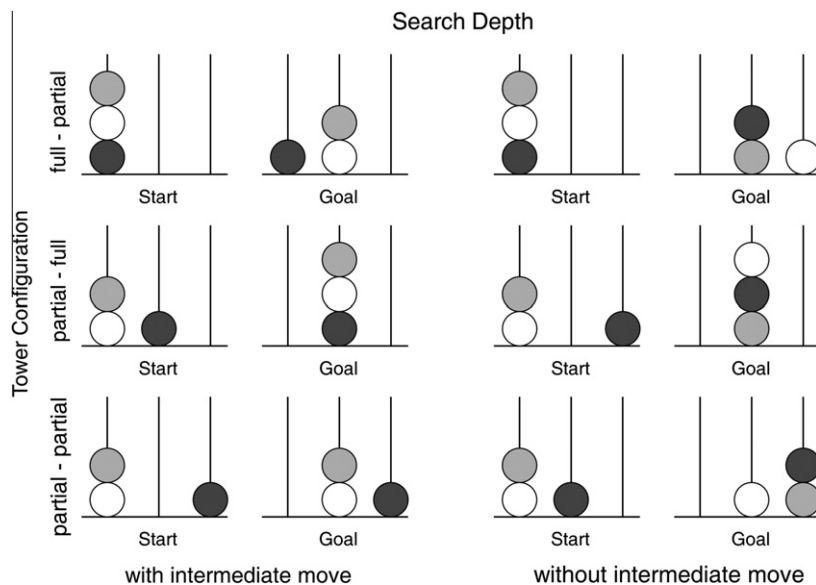 Search Depth
Tower Configuration
full - partial
Start
Goal
Start
Goal
partial - full
Start
Goal
Start
Goal
partial - partial
Start
Goal
Start
Goal
with intermediate move
without intermediate move